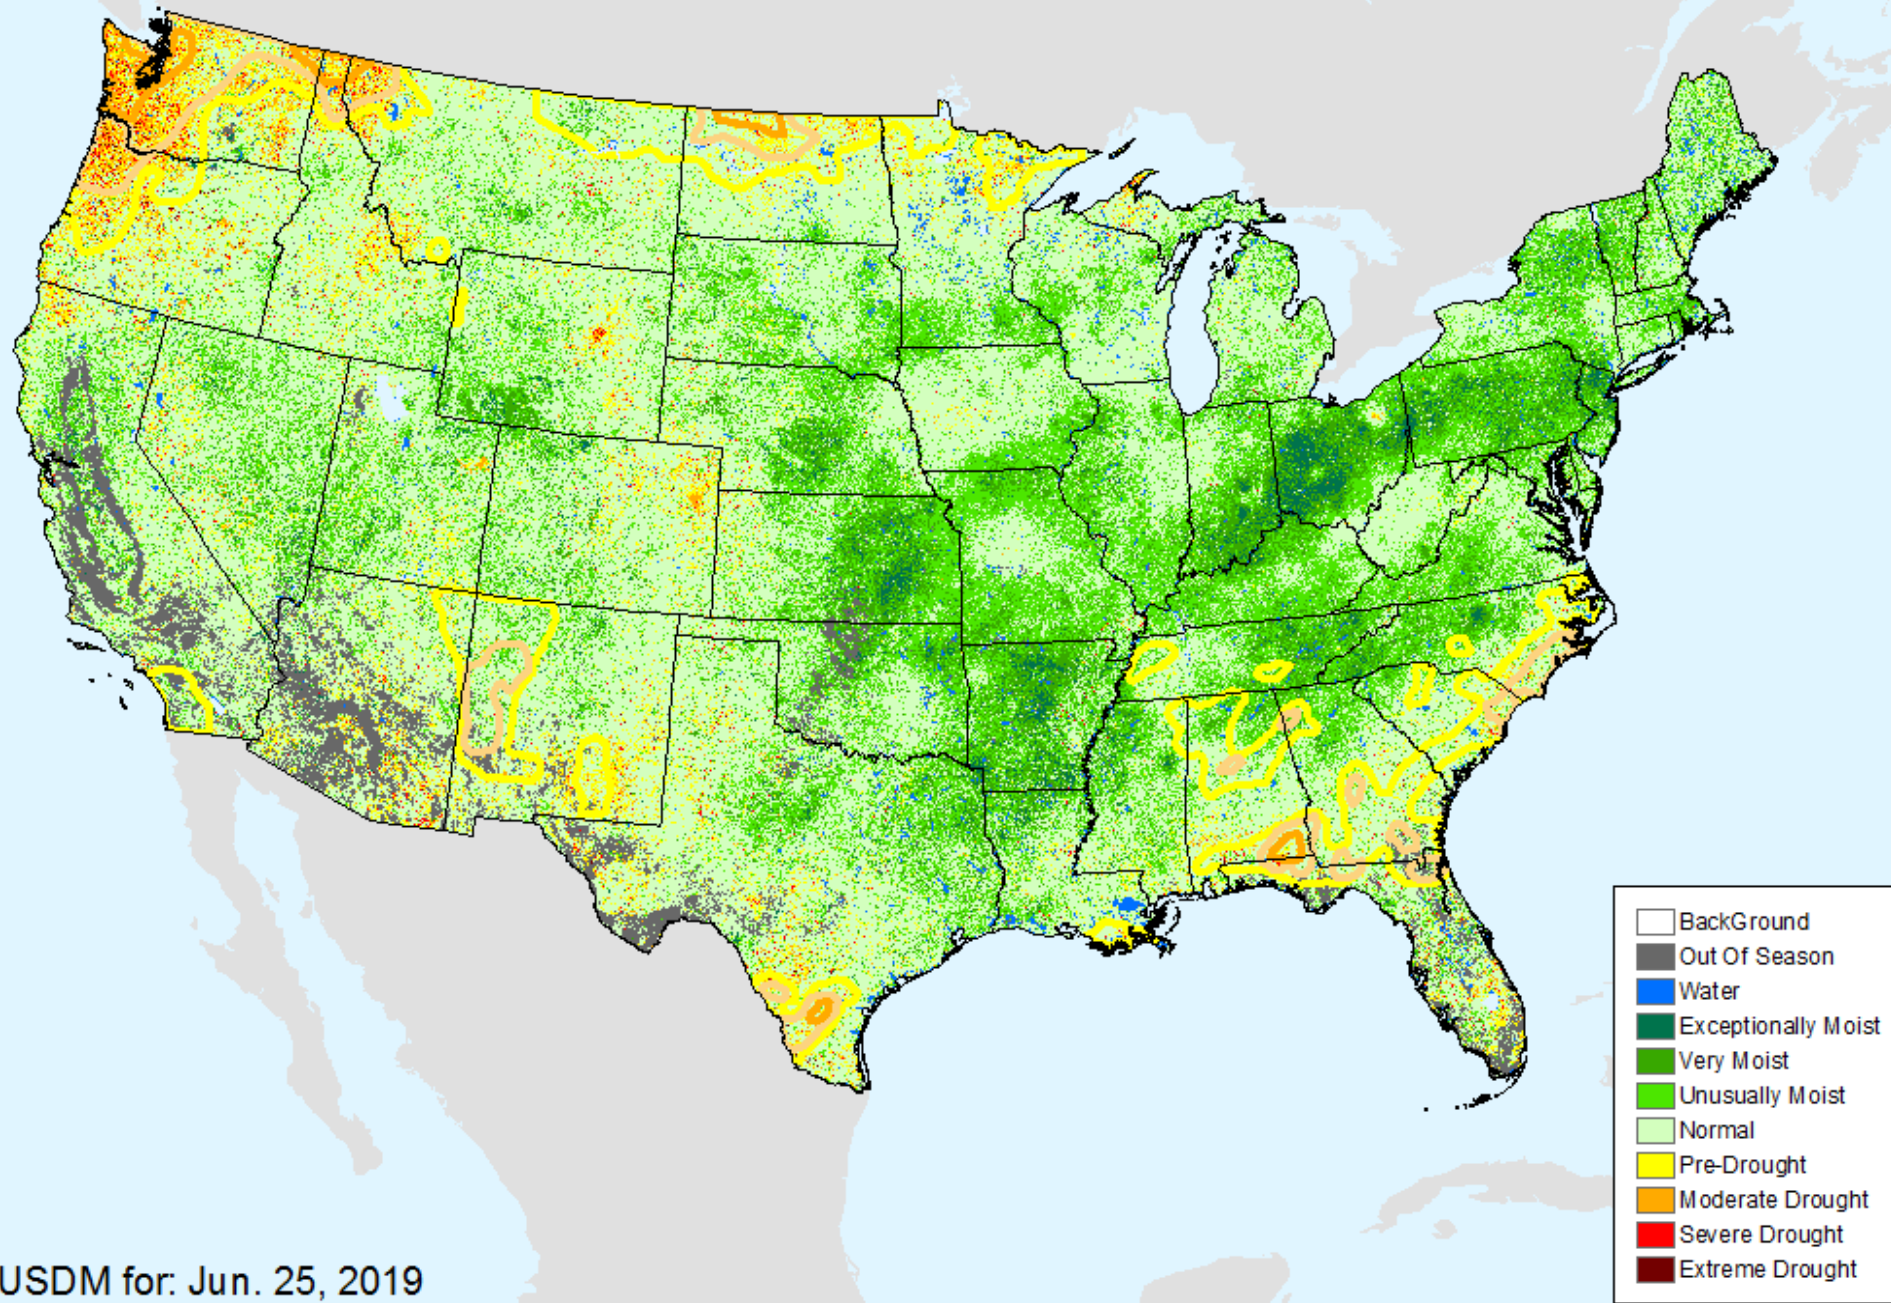 BackGround
Out Of Season
Water
Exceptionally Moist
Very Moist
Unusually Moist
Normal
Pre-Drought
Moderate Drought
Severe Drought
Extreme Drought
USDM for: Jun. 25, 2019